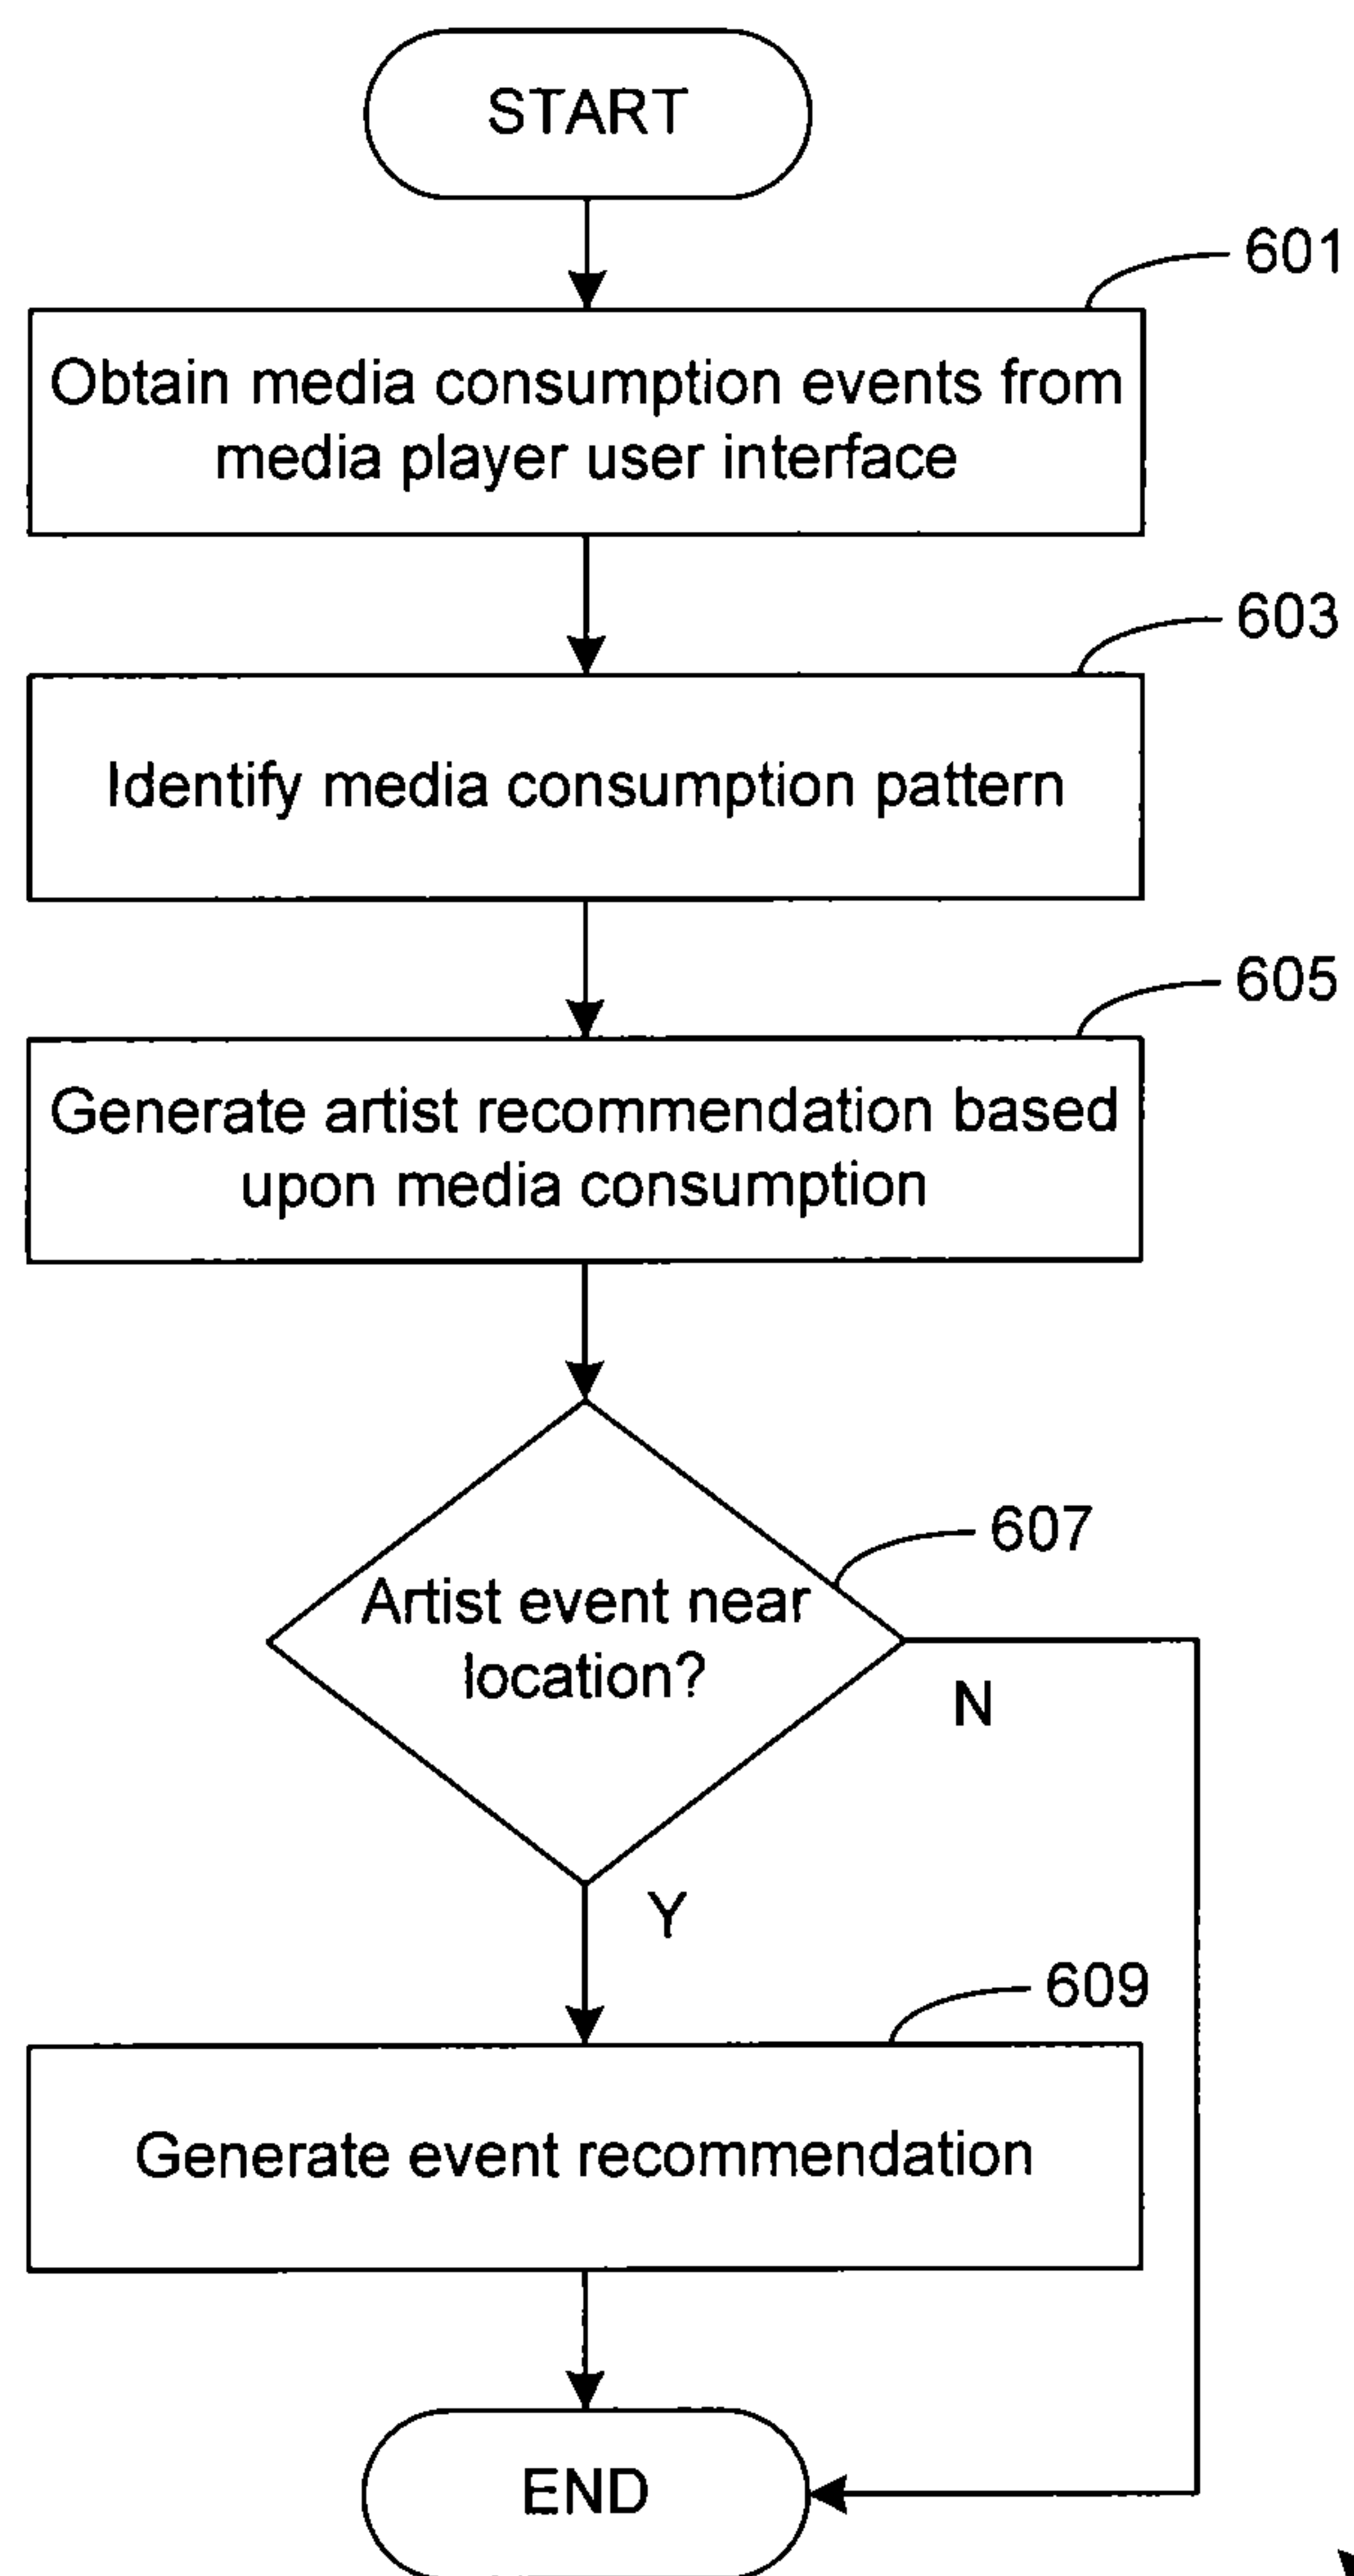 START
601
Obtain media consumption events from
media player user interface
603
Identify media consumption pattern
605
Generate artist recommendation based
upon media consumption
607
Artist event near
location?
N
Y
609
Generate event recommendation
END